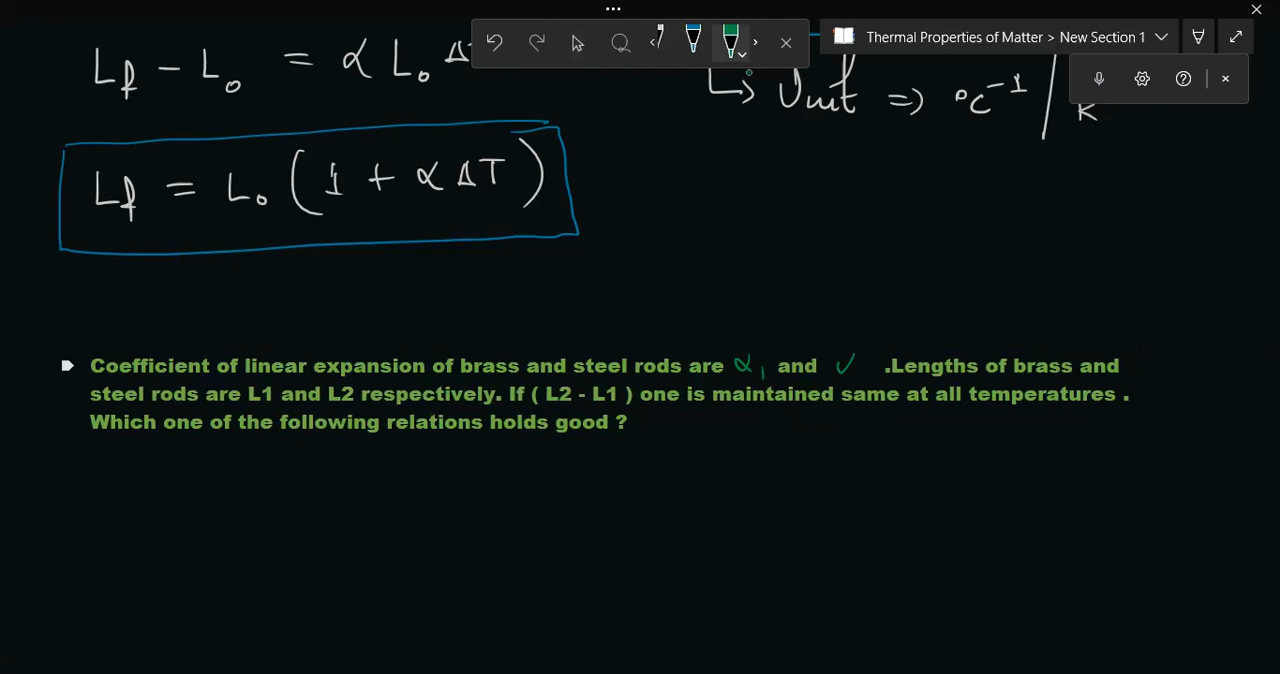 Thermal Properties of Matter > New Section 1
Lf - L₀ = α L₀ Δ
↳ Unit => °C⁻¹ / K
Lf = L₀ ( 1 + α ΔT )
Coefficient of linear expansion of brass and steel rods are α₁ and .Lengths of brass and
steel rods are L1 and L2 respectively. If ( L2 - L1 ) one is maintained same at all temperatures .
Which one of the following relations holds good ?